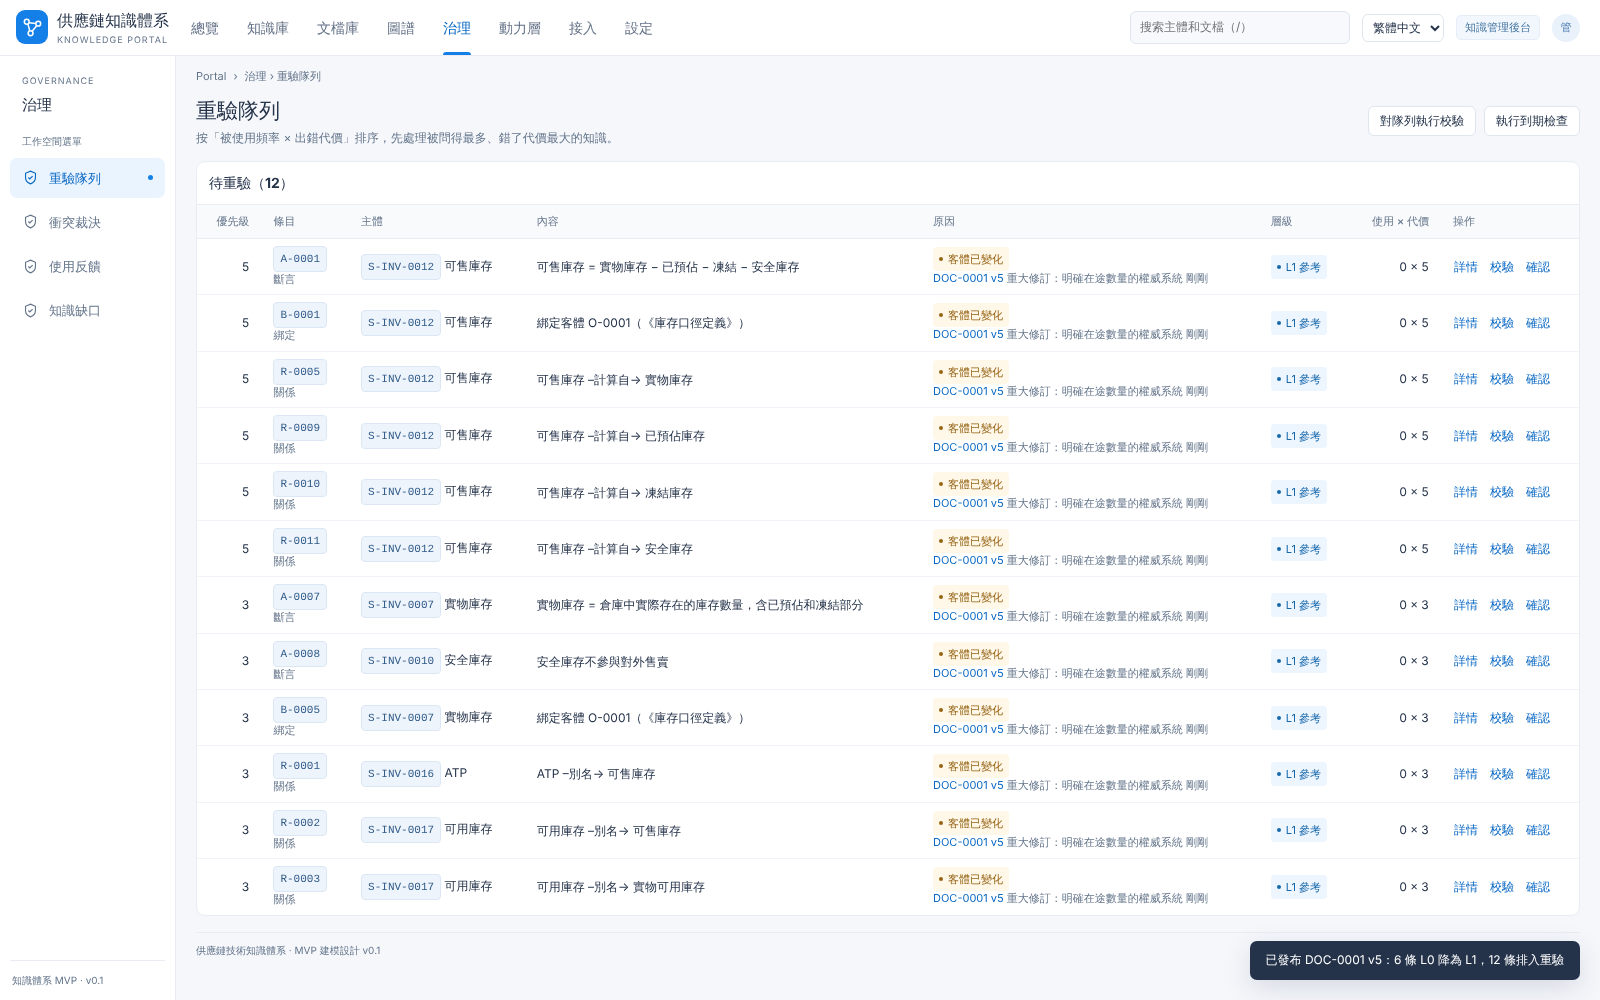 供應鏈知識體系
KNOWLEDGE PORTAL
總覽 知識庫 文檔庫 圖譜 治理 動力層 接入 設定
搜索主體和文檔（/）
繁體中文
知識管理後台
管
GOVERNANCE
治理
工作空間選單
重驗隊列
衝突裁決
使用反饋
知識缺口
知識體系 MVP · v0.1
Portal › 治理 › 重驗隊列
重驗隊列
按「被使用頻率 × 出錯代價」排序，先處理被問得最多、錯了代價最大的知識。
對隊列執行校驗 執行到期檢查
待重驗（12）
優先級 條目 主體 內容 原因 層級 使用 × 代價 操作
5 A-0001 斷言 S-INV-0012 可售庫存 可售庫存 = 實物庫存 − 已預佔 − 凍結 − 安全庫存 客體已變化 DOC-0001 v5 重大修訂：明確在途數量的權威系統 剛剛 L1 參考 0 × 5 詳情 校驗 確認
5 B-0001 綁定 S-INV-0012 可售庫存 綁定客體 O-0001（《庫存口徑定義》） 客體已變化 DOC-0001 v5 重大修訂：明確在途數量的權威系統 剛剛 L1 參考 0 × 5 詳情 校驗 確認
5 R-0005 關係 S-INV-0012 可售庫存 可售庫存 –計算自→ 實物庫存 客體已變化 DOC-0001 v5 重大修訂：明確在途數量的權威系統 剛剛 L1 參考 0 × 5 詳情 校驗 確認
5 R-0009 關係 S-INV-0012 可售庫存 可售庫存 –計算自→ 已預佔庫存 客體已變化 DOC-0001 v5 重大修訂：明確在途數量的權威系統 剛剛 L1 參考 0 × 5 詳情 校驗 確認
5 R-0010 關係 S-INV-0012 可售庫存 可售庫存 –計算自→ 凍結庫存 客體已變化 DOC-0001 v5 重大修訂：明確在途數量的權威系統 剛剛 L1 參考 0 × 5 詳情 校驗 確認
5 R-0011 關係 S-INV-0012 可售庫存 可售庫存 –計算自→ 安全庫存 客體已變化 DOC-0001 v5 重大修訂：明確在途數量的權威系統 剛剛 L1 參考 0 × 5 詳情 校驗 確認
3 A-0007 斷言 S-INV-0007 實物庫存 實物庫存 = 倉庫中實際存在的庫存數量，含已預佔和凍結部分 客體已變化 DOC-0001 v5 重大修訂：明確在途數量的權威系統 剛剛 L1 參考 0 × 3 詳情 校驗 確認
3 A-0008 斷言 S-INV-0010 安全庫存 安全庫存不參與對外售賣 客體已變化 DOC-0001 v5 重大修訂：明確在途數量的權威系統 剛剛 L1 參考 0 × 3 詳情 校驗 確認
3 B-0005 綁定 S-INV-0007 實物庫存 綁定客體 O-0001（《庫存口徑定義》） 客體已變化 DOC-0001 v5 重大修訂：明確在途數量的權威系統 剛剛 L1 參考 0 × 3 詳情 校驗 確認
3 R-0001 關係 S-INV-0016 ATP ATP –別名→ 可售庫存 客體已變化 DOC-0001 v5 重大修訂：明確在途數量的權威系統 剛剛 L1 參考 0 × 3 詳情 校驗 確認
3 R-0002 關係 S-INV-0017 可用庫存 可用庫存 –別名→ 可售庫存 客體已變化 DOC-0001 v5 重大修訂：明確在途數量的權威系統 剛剛 L1 參考 0 × 3 詳情 校驗 確認
3 R-0003 關係 S-INV-0017 可用庫存 可用庫存 –別名→ 實物可用庫存 客體已變化 DOC-0001 v5 重大修訂：明確在途數量的權威系統 剛剛 L1 參考 0 × 3 詳情 校驗 確認
供應鏈技術知識體系 · MVP 建模設計 v0.1
已發布 DOC-0001 v5：6 條 L0 降為 L1，12 條排入重驗